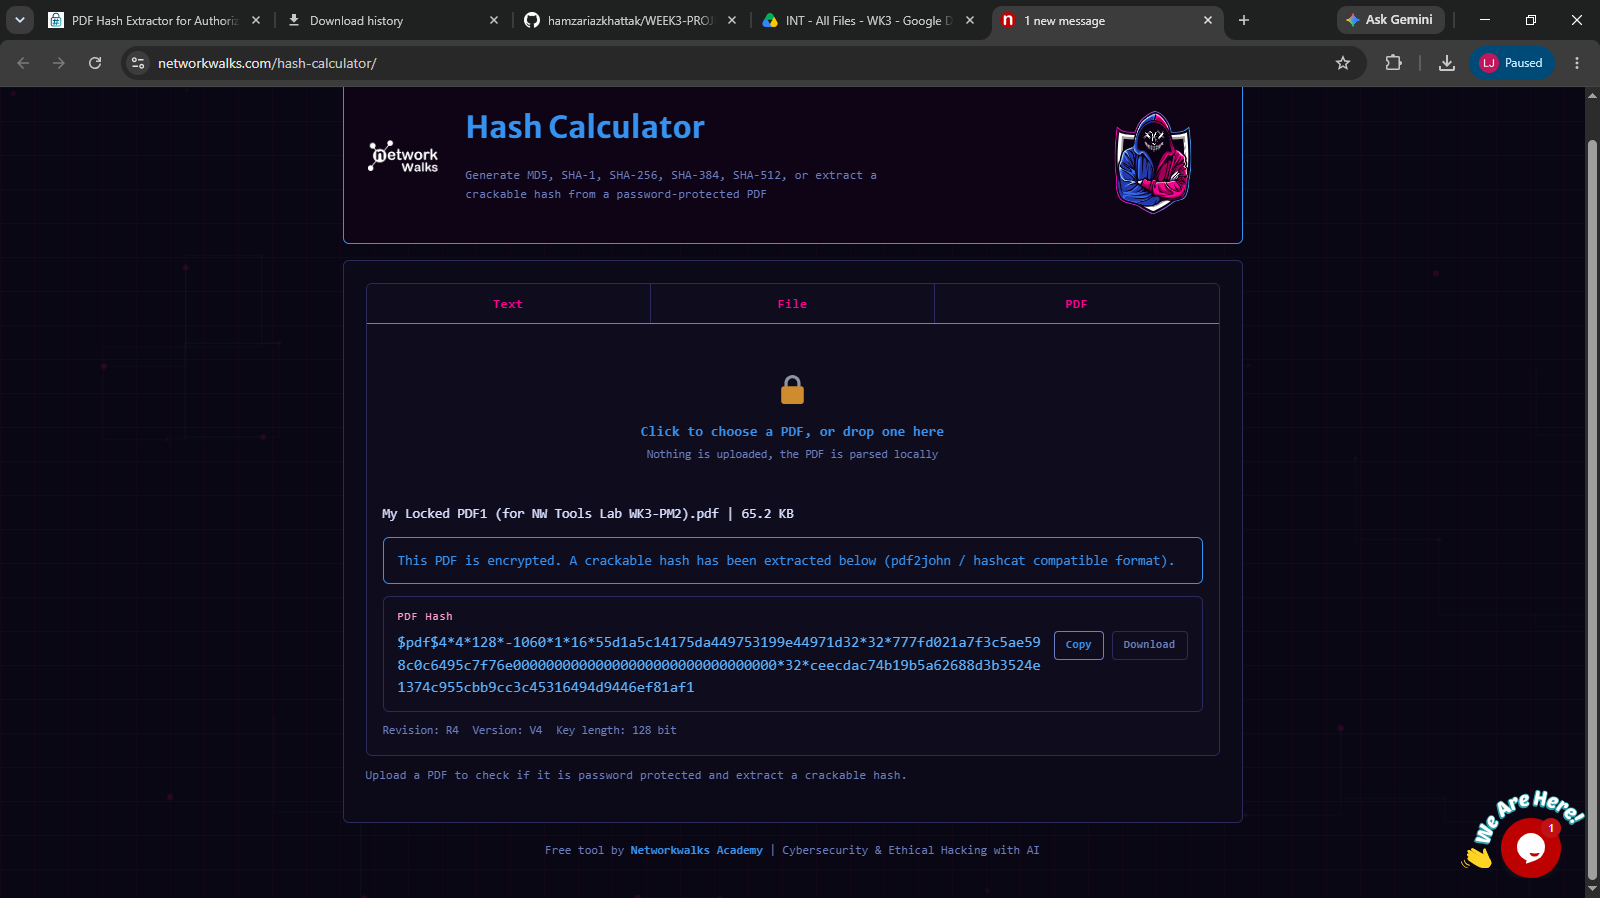 PDF Hash Extractor for Authoriz
Download history
hamzariazkhattak/WEEK3-PROJ
INT - All Files - WK3 - Google D
1 new message
Ask Gemini
networkwalks.com/hash-calculator/
LJ Paused
network Walks
Hash Calculator
Generate MD5, SHA-1, SHA-256, SHA-384, SHA-512, or extract a
crackable hash from a password-protected PDF
Text File PDF
Click to choose a PDF, or drop one here
Nothing is uploaded, the PDF is parsed locally
My Locked PDF1 (for NW Tools Lab WK3-PM2).pdf | 65.2 KB
This PDF is encrypted. A crackable hash has been extracted below (pdf2john / hashcat compatible format).
PDF Hash
$pdf$4*4*128*-1060*1*16*55d1a5c14175da449753199e44971d32*32*777fd021a7f3c5ae59
8c0c6495c7f76e00000000000000000000000000000000*32*ceecdac74b19b5a62688d3b3524e
1374c955cbb9cc3c45316494d9446ef81af1
Copy Download
Revision: R4 Version: V4 Key length: 128 bit
Upload a PDF to check if it is password protected and extract a crackable hash.
Free tool by Networkwalks Academy | Cybersecurity & Ethical Hacking with AI
We Are Here!
1